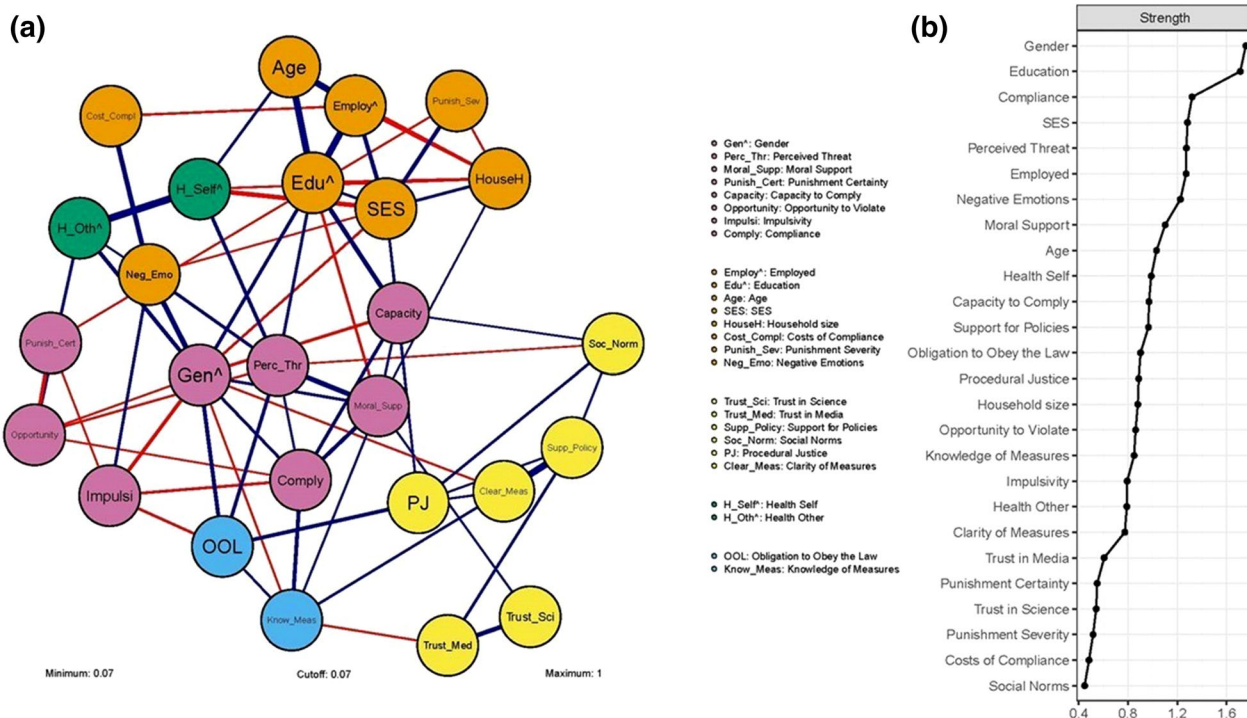 (a)
Age
Employ^
Punish_Sev
Cost_Compl
Edu^
HouseH
H_Self^
SES
H_Oth^
Neg_Emo
Capacity
Punish_Cert
Soc_Norm
Gen^
Perc_Thr
Moral_Supp
Opportunity
Supp_Policy
Impulsi
Comply
PJ
Clear_Meas
OOL
Know_Meas
Trust_Med
Trust_Sci
Minimum: 0.07
Cutoff: 0.07
Maximum: 1
Gen^: Gender
Perc_Thr: Perceived Threat
Moral_Supp: Moral Support
Punish_Cert: Punishment Certainty
Capacity: Capacity to Comply
Opportunity: Opportunity to Violate
Impulsi: Impulsivity
Comply: Compliance
Employ^: Employed
Edu^: Education
Age: Age
SES: SES
HouseH: Household size
Cost_Compl: Costs of Compliance
Punish_Sev: Punishment Severity
Neg_Emo: Negative Emotions
Trust_Sci: Trust in Science
Trust_Med: Trust in Media
Supp_Policy: Support for Policies
Soc_Norm: Social Norms
PJ: Procedural Justice
Clear_Meas: Clarity of Measures
H_Self^: Health Self
H_Oth^: Health Other
OOL: Obligation to Obey the Law
Know_Meas: Knowledge of Measures
(b)
Strength
Gender
Education
Compliance
SES
Perceived Threat
Employed
Negative Emotions
Moral Support
Age
Health Self
Capacity to Comply
Support for Policies
Obligation to Obey the Law
Procedural Justice
Household size
Opportunity to Violate
Knowledge of Measures
Impulsivity
Health Other
Clarity of Measures
Trust in Media
Punishment Certainty
Trust in Science
Punishment Severity
Costs of Compliance
Social Norms
0.4 0.8 1.2 1.6